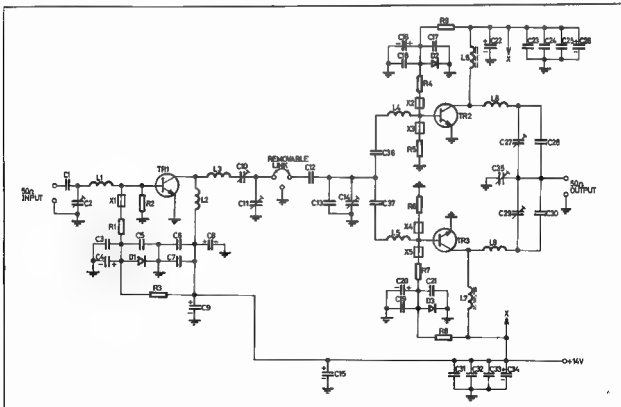 C1
L1
50Ω
INPUT
C2
X1
R1
R2
TR1
L2
L3
C10
C11
REMOVABLE
LINK
C12
C13
C14
C36
C37
L4
L5
C3
C4
C5
D1
C6
C7
C8
R3
C9
C15
C16
C17
C18
D2
R4
X2
X3
R5
R9
TR2
L6
C22
X
C23
C24
C25
C26
L8
C27
C28
C35
50Ω
OUTPUT
C29
C30
R6
X4
X5
R7
TR3
L9
C20
C21
C19
D3
L7
R8
X
+14V
C31
C32
C33
C34